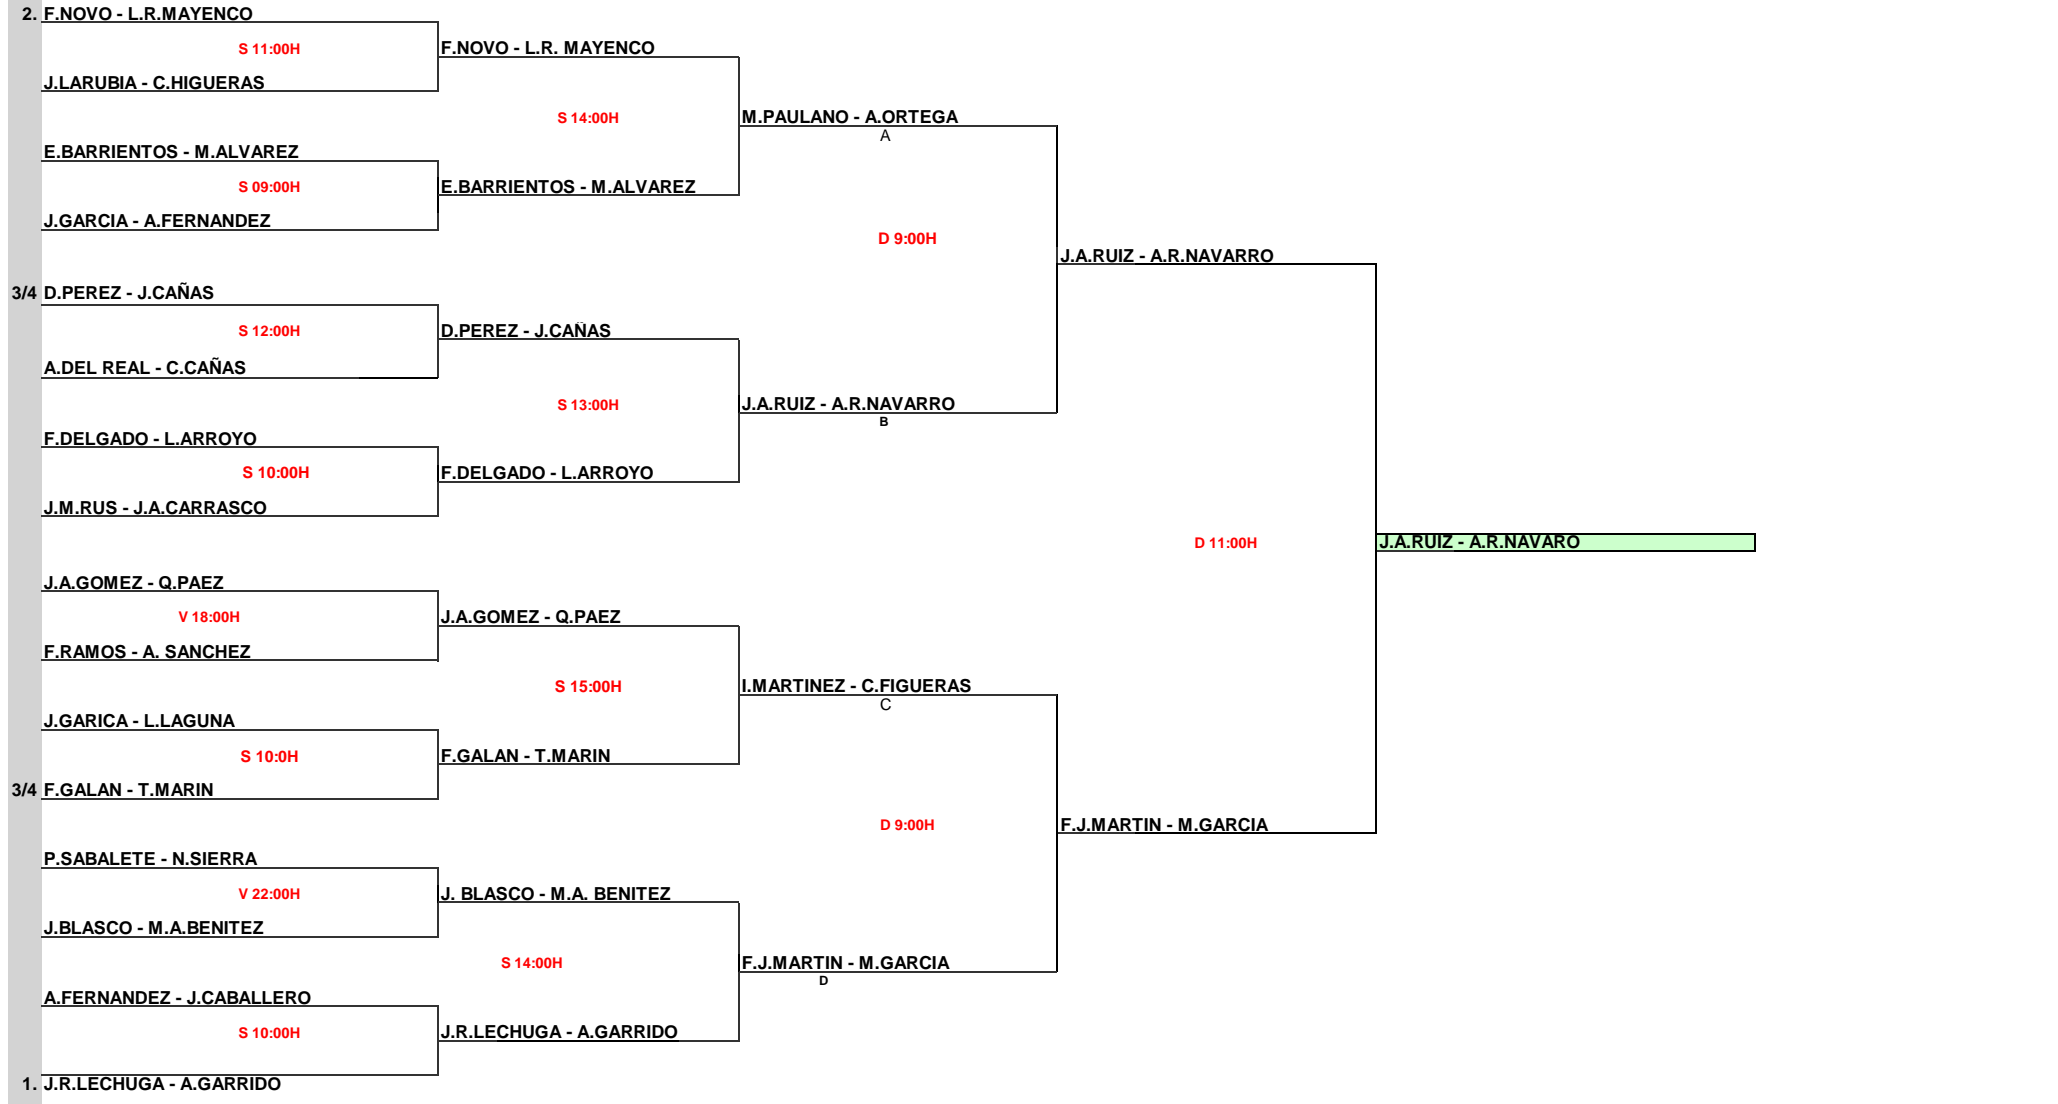 2. F.NOVO - L.R.MAYENCO
S 11:00H
F.NOVO - L.R. MAYENCO
J.LARUBIA - C.HIGUERAS
S 14:00H
M.PAULANO - A.ORTEGA
A
E.BARRIENTOS - M.ALVAREZ
S 09:00H
E.BARRIENTOS - M.ALVAREZ
J.GARCIA - A.FERNANDEZ
D 9:00H
J.A.RUIZ - A.R.NAVARRO
3/4 D.PEREZ - J.CAÑAS
S 12:00H
D.PEREZ - J.CAÑAS
A.DEL REAL - C.CAÑAS
S 13:00H
J.A.RUIZ - A.R.NAVARRO
B
F.DELGADO - L.ARROYO
S 10:00H
F.DELGADO - L.ARROYO
J.M.RUS - J.A.CARRASCO
D 11:00H
J.A.RUIZ - A.R.NAVARO
J.A.GOMEZ - Q.PAEZ
V 18:00H
J.A.GOMEZ - Q.PAEZ
F.RAMOS - A. SANCHEZ
S 15:00H
I.MARTINEZ - C.FIGUERAS
C
J.GARICA - L.LAGUNA
S 10:0H
F.GALAN - T.MARIN
3/4 F.GALAN - T.MARIN
D 9:00H
F.J.MARTIN - M.GARCIA
P.SABALETE - N.SIERRA
V 22:00H
J. BLASCO - M.A. BENITEZ
J.BLASCO - M.A.BENITEZ
S 14:00H
F.J.MARTIN - M.GARCIA
D
A.FERNANDEZ - J.CABALLERO
S 10:00H
J.R.LECHUGA - A.GARRIDO
1. J.R.LECHUGA - A.GARRIDO